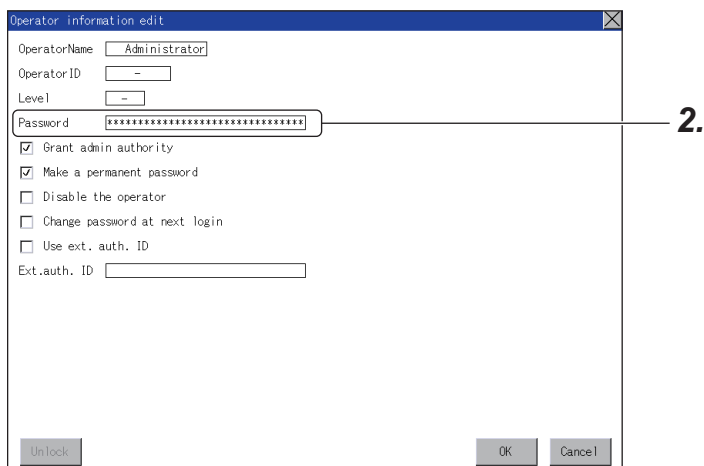 Operator information edit
OperatorName Administrator
OperatorID -
Level -
Password ********************************
Grant admin authority
Make a permanent password
Disable the operator
Change password at next login
Use ext. auth. ID
Ext.auth. ID
Unlock OK Cancel
2.